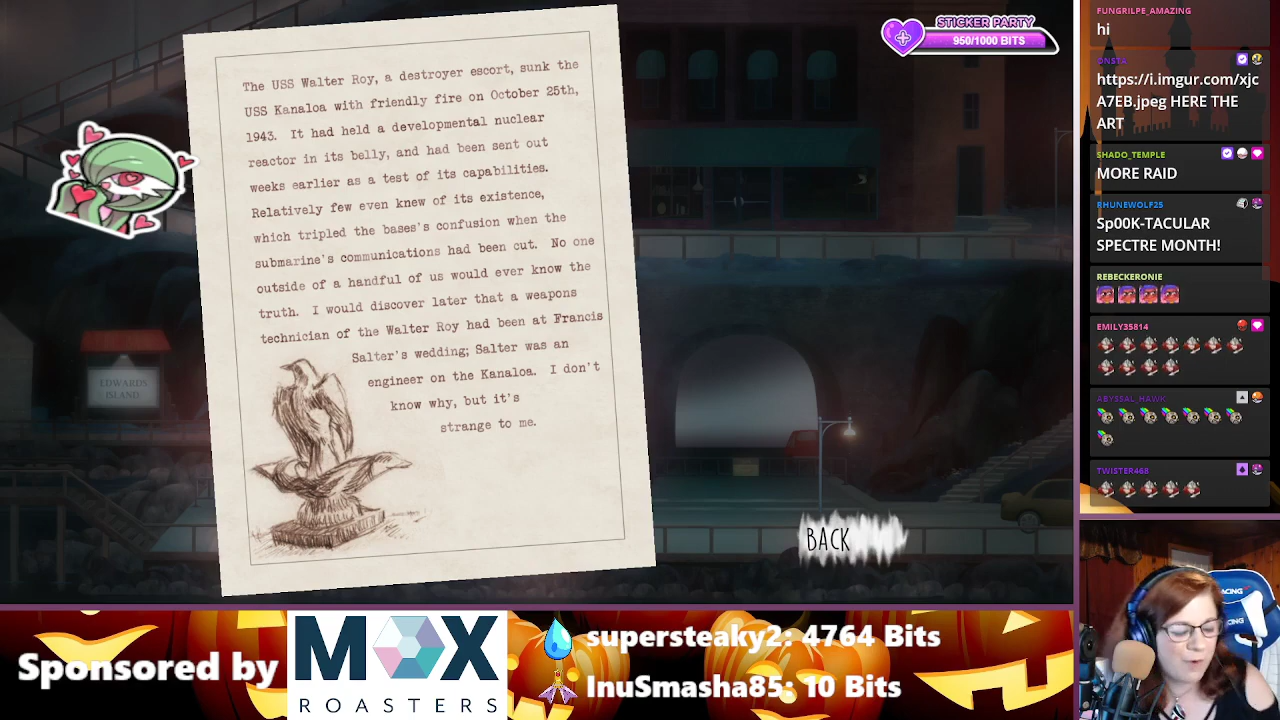 The USS Walter Roy, a destroyer escort, sunk the
USS Kanaloa with friendly fire on October 25th,
1943. It had held a developmental nuclear
reactor in its belly, and had been sent out
weeks earlier as a test of its capabilities.
Relatively few even knew of its existence,
which tripled the bases's confusion when the
submarine's communications had been cut. No one
outside of a handful of us would ever know the
truth. I would discover later that a weapons
technician of the Walter Roy had been at Francis
Salter's wedding; Salter was an
engineer on the Kanaloa. I don't
know why, but it's
strange to me.
EDWARDS
ISLAND
BACK
STICKER PARTY
950/1000 BITS
FUNGRILPE_AMAZING
hi
ONSTA
https://i.imgur.com/xjc
A7EB.jpeg HERE THE
ART
SHADO_TEMPLE
MORE RAID
RHUNEWOLF25
Sp00K-TACULAR
SPECTRE MONTH!
REBECKERONIE
EMILY35814
ABYSSAL_HAWK
TWISTER468
Sponsored by
MOX
ROASTERS
supersteaky2: 4764 Bits
InuSmasha85: 10 Bits